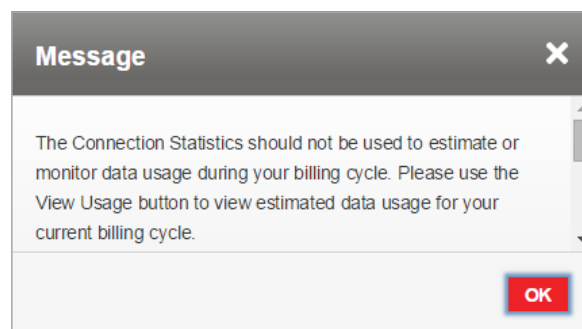 Message
The Connection Statistics should not be used to estimate or
monitor data usage during your billing cycle. Please use the
View Usage button to view estimated data usage for your
current billing cycle.
OK